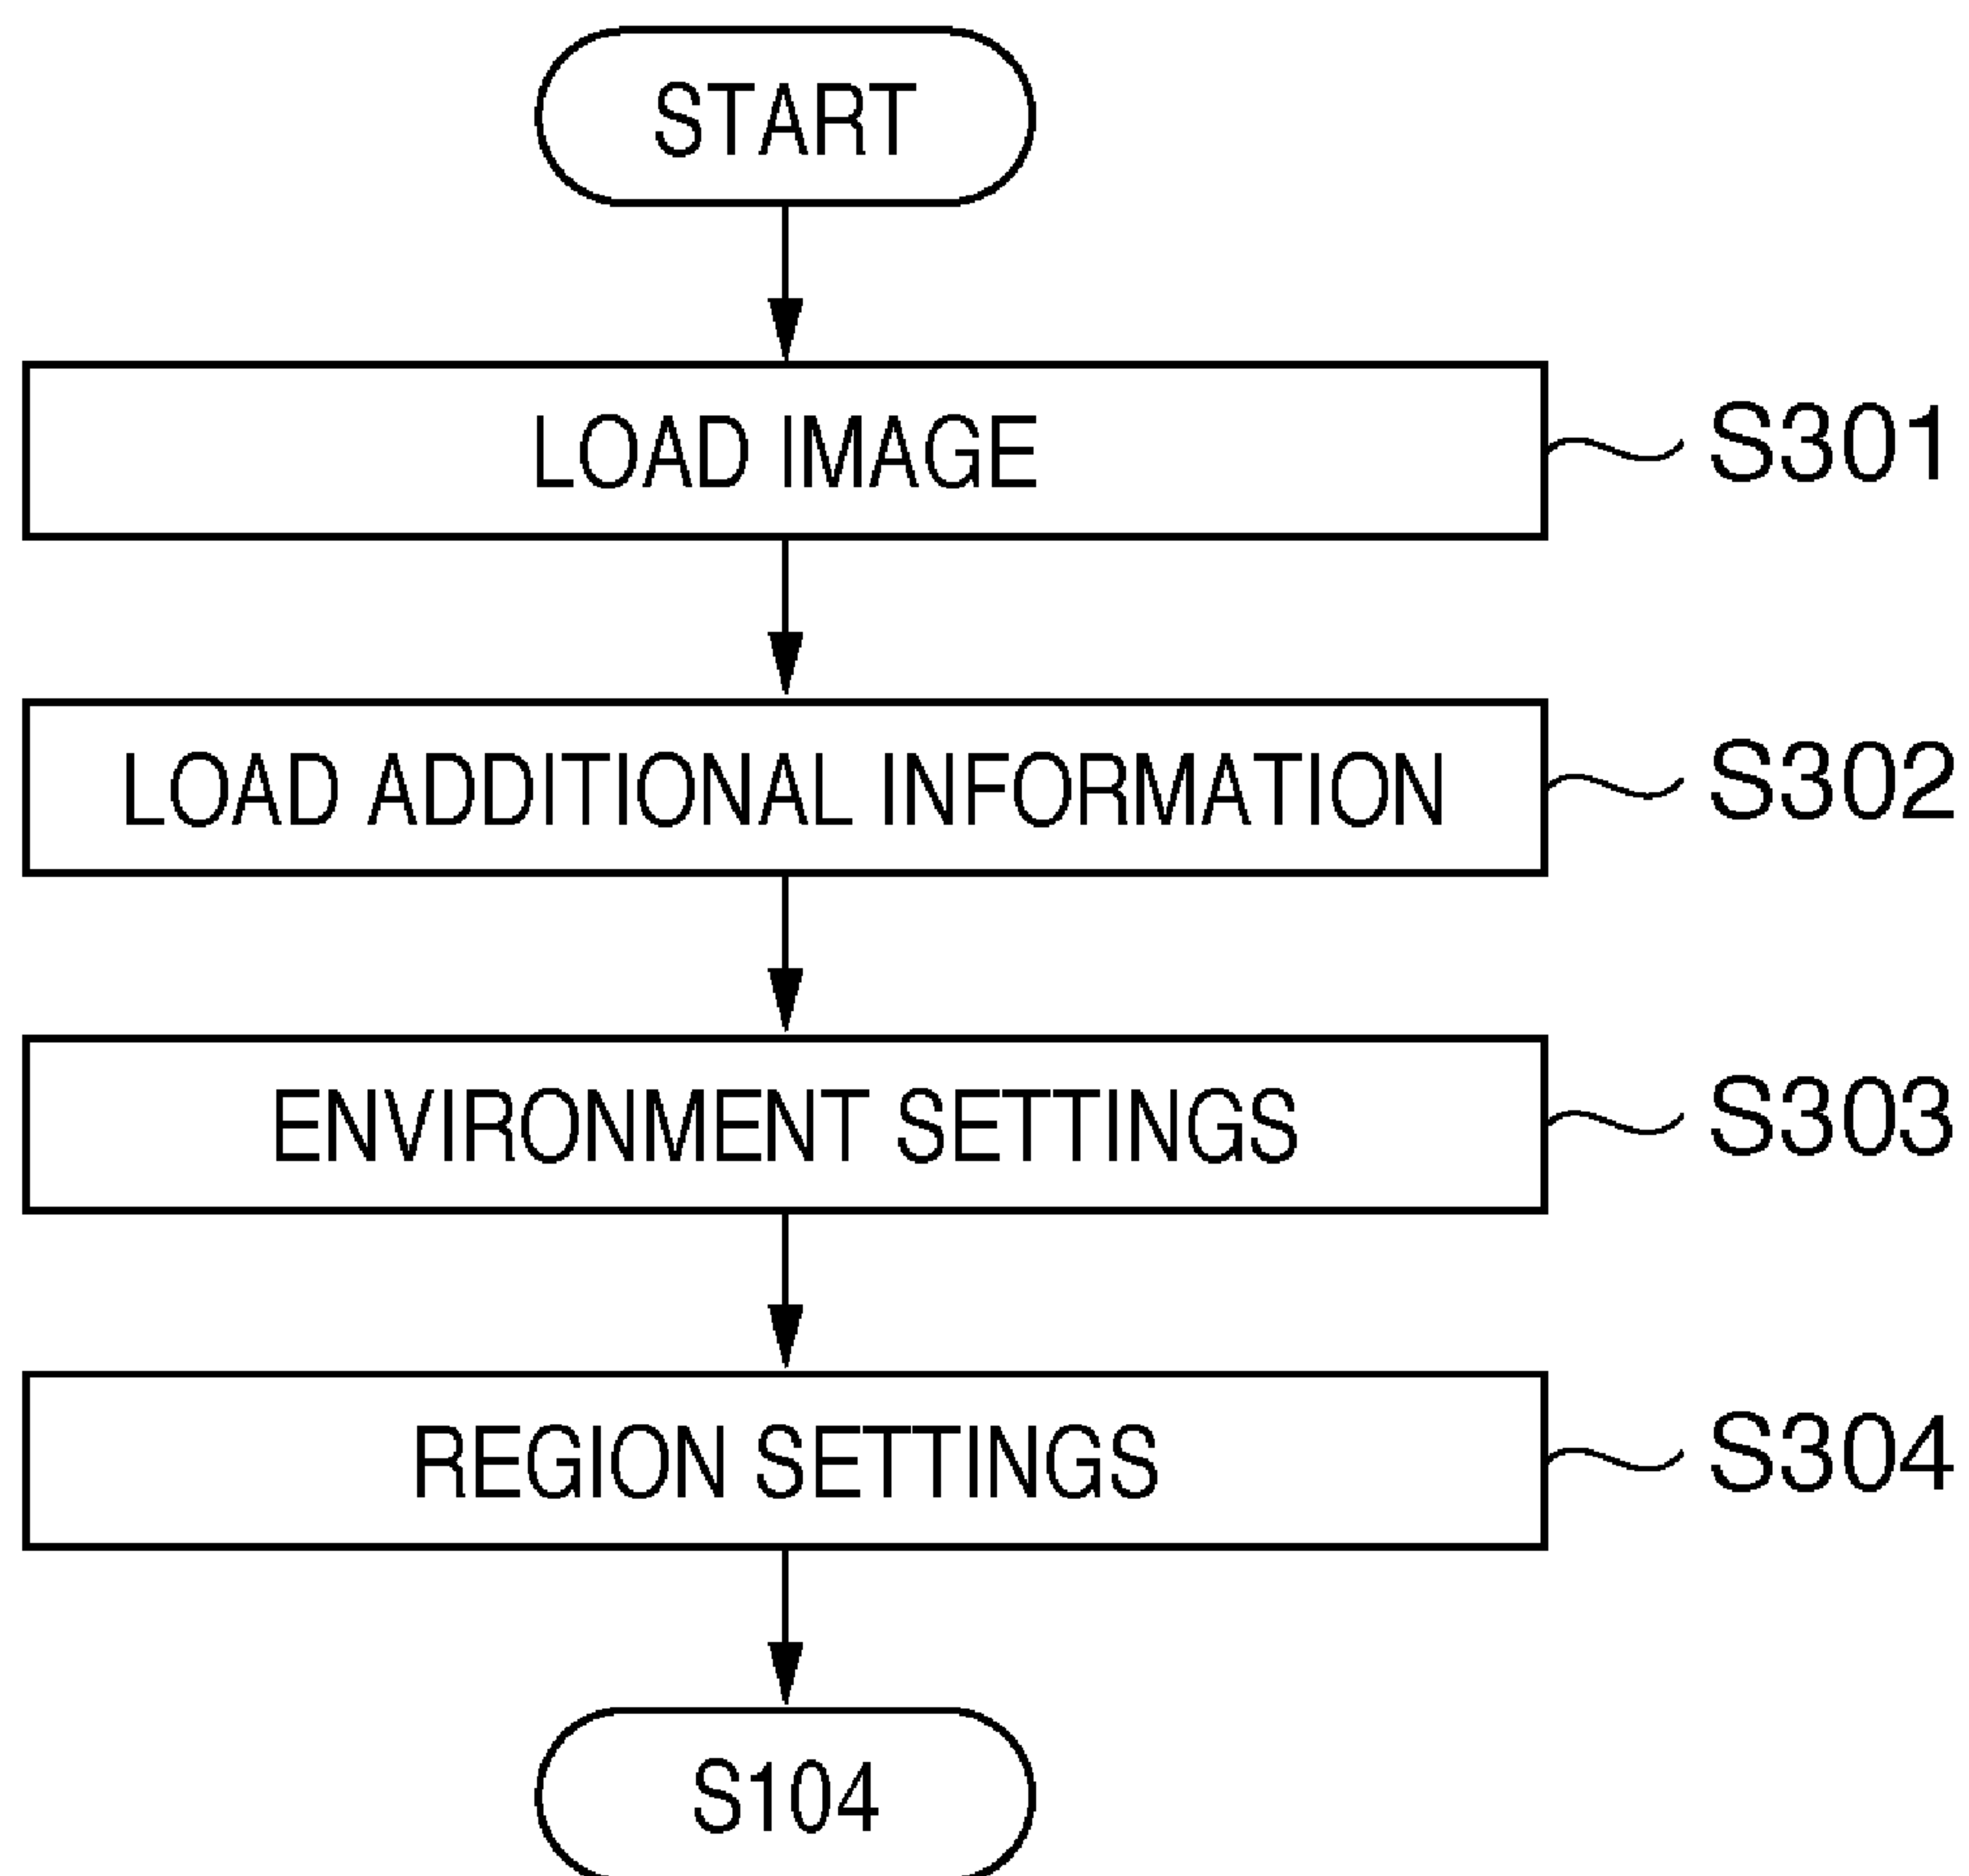 START
LOAD IMAGE
S301
LOAD ADDITIONAL INFORMATION
S302
ENVIRONMENT SETTINGS
S303
REGION SETTINGS
S304
S104